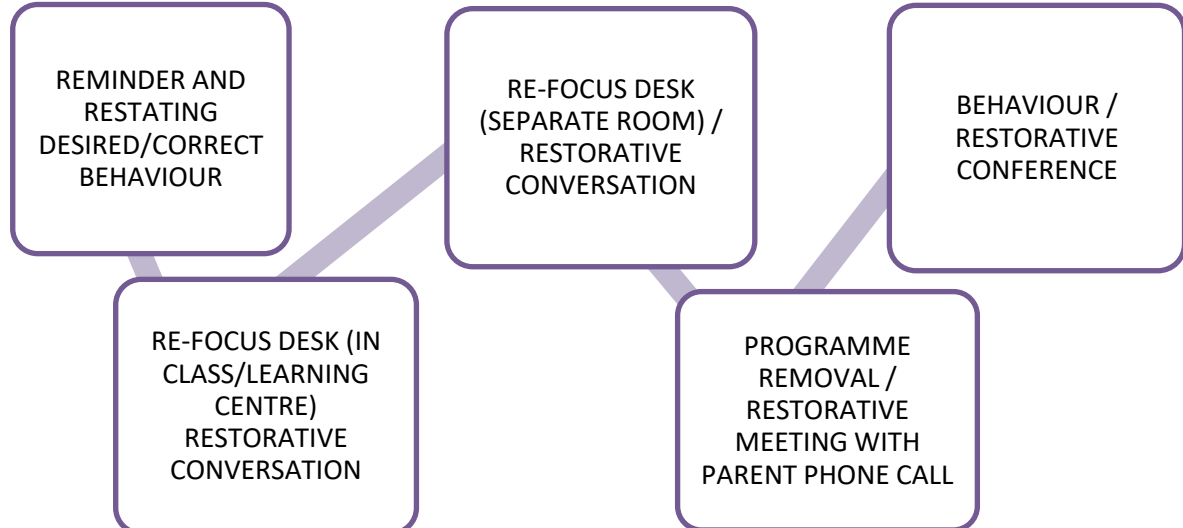 REMINDER AND
RESTATING
DESIRED/CORRECT
BEHAVIOUR
RE-FOCUS DESK (IN
CLASS/LEARNING
CENTRE)
RESTORATIVE
CONVERSATION
RE-FOCUS DESK
(SEPARATE ROOM) /
RESTORATIVE
CONVERSATION
PROGRAMME
REMOVAL /
RESTORATIVE
MEETING WITH
PARENT PHONE CALL
BEHAVIOUR /
RESTORATIVE
CONFERENCE